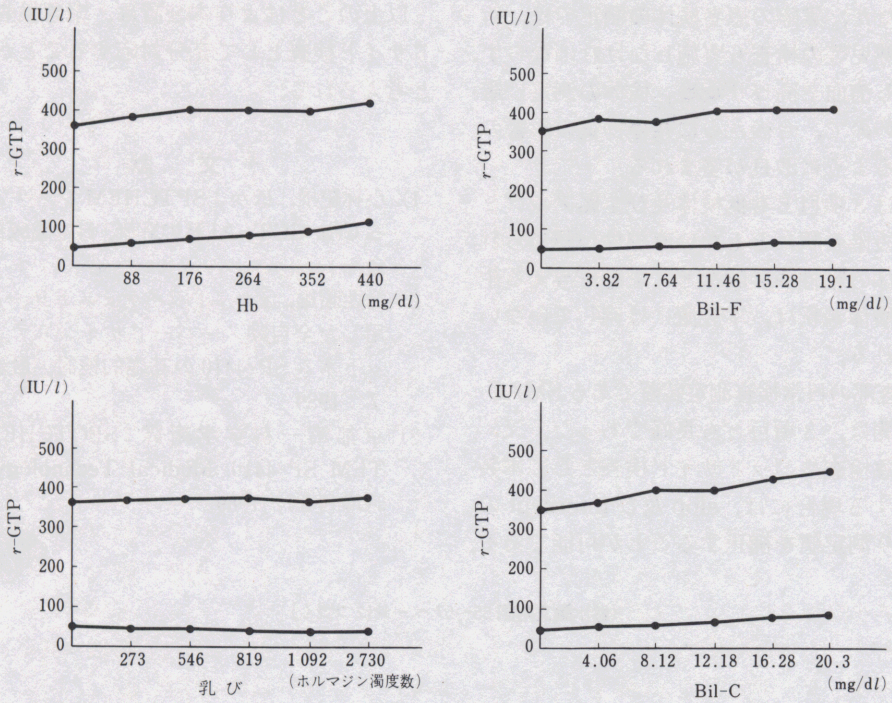 (IU/l)
500
400
300
200
100
0
r-GTP
88 176 264 352 440
Hb (mg/dl)
(IU/l)
500
400
300
200
100
0
r-GTP
3.82 7.64 11.46 15.28 19.1
Bil-F (mg/dl)
(IU/l)
500
400
300
200
100
0
r-GTP
273 546 819 1 092 2 730
乳び (ホルマジン濁度数)
(IU/l)
500
400
300
200
100
0
r-GTP
4.06 8.12 12.18 16.28 20.3
Bil-C (mg/dl)